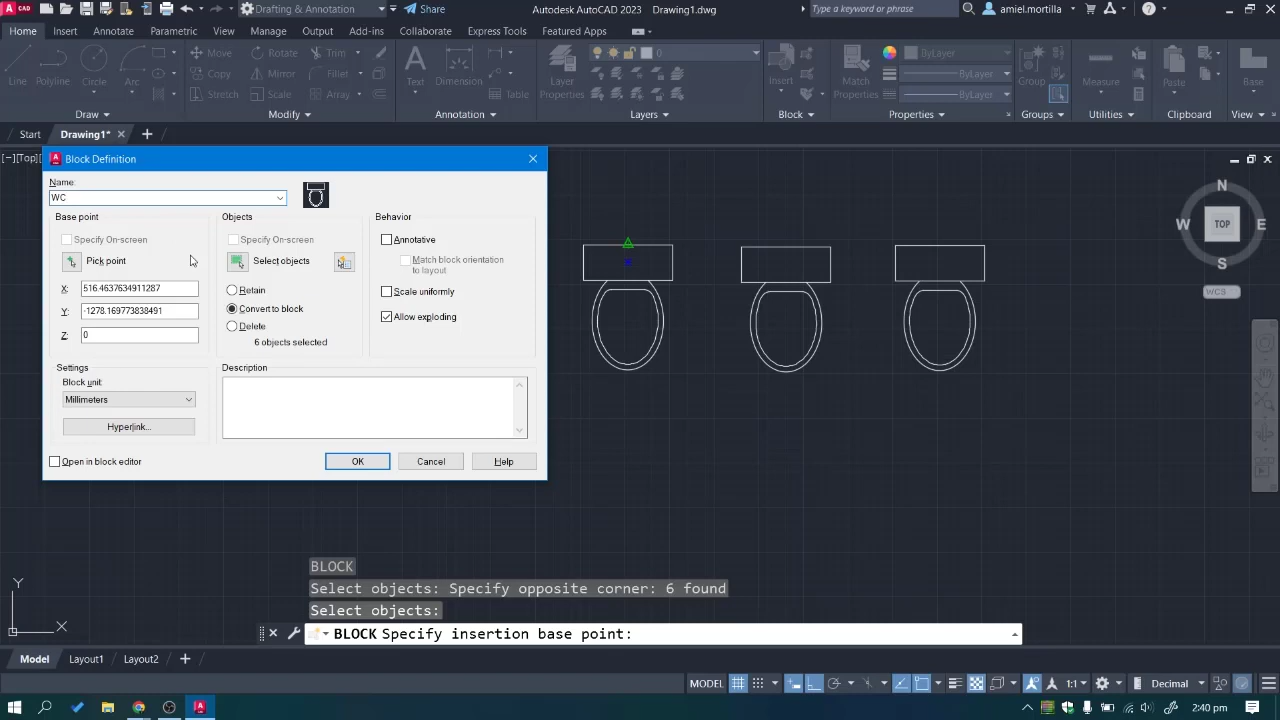 CAD
Drafting & Annotation
Share
Autodesk AutoCAD 2023 Drawing1.dwg
Type a keyword or phrase
amiel.mortilla
Home Insert Annotate Parametric View Manage Output Add-ins Collaborate Express Tools Featured Apps
Line Polyline Circle Arc
Move Rotate Trim
Copy Mirror Fillet
Stretch Scale Array
Text Dimension
Table
Layer
Properties
0
Insert
Match
Properties
ByLayer
ByLayer
ByLayer
Group
Measure
Paste
Base
Draw Modify Annotation Layers Block Properties Groups Utilities Clipboard View
Start Drawing1*
[–][Top][
Block Definition
Name:
WC
Base point
Specify On-screen
Pick point
X: 516.4637634911287
Y: -1278.169773838491
Z: 0
Objects
Specify On-screen
Select objects
Retain
Convert to block
Delete
6 objects selected
Behavior
Annotative
Match block orientation
to layout
Scale uniformly
Allow exploding
Settings
Block unit:
Millimeters
Hyperlink...
Description
Open in block editor
OK Cancel Help
N
W TOP E
S
WCS
BLOCK
Select objects: Specify opposite corner: 6 found
Select objects:
BLOCK Specify insertion base point:
Y
X
Model Layout1 Layout2
MODEL
1:1
Decimal
2:40 pm